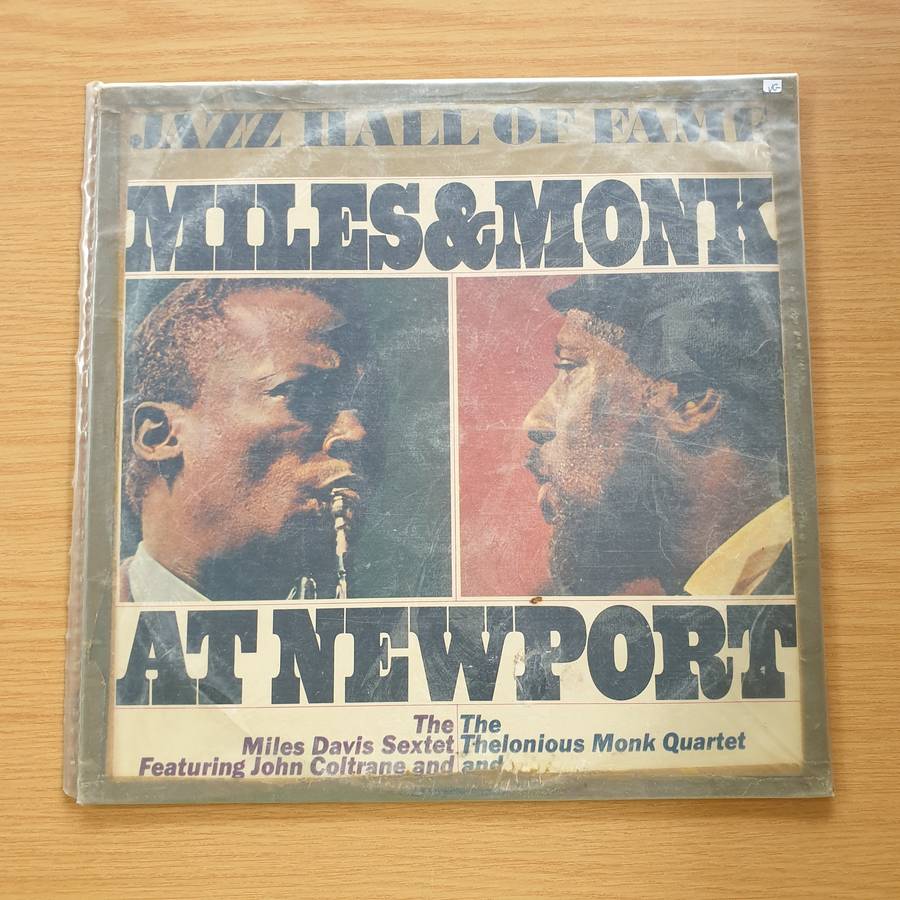 VG-
JAZZ HALL OF FAME
MILES & MONK
AT NEWPORT
The
Miles Davis Sextet
Featuring John Coltrane and
The
Thelonious Monk Quartet
and